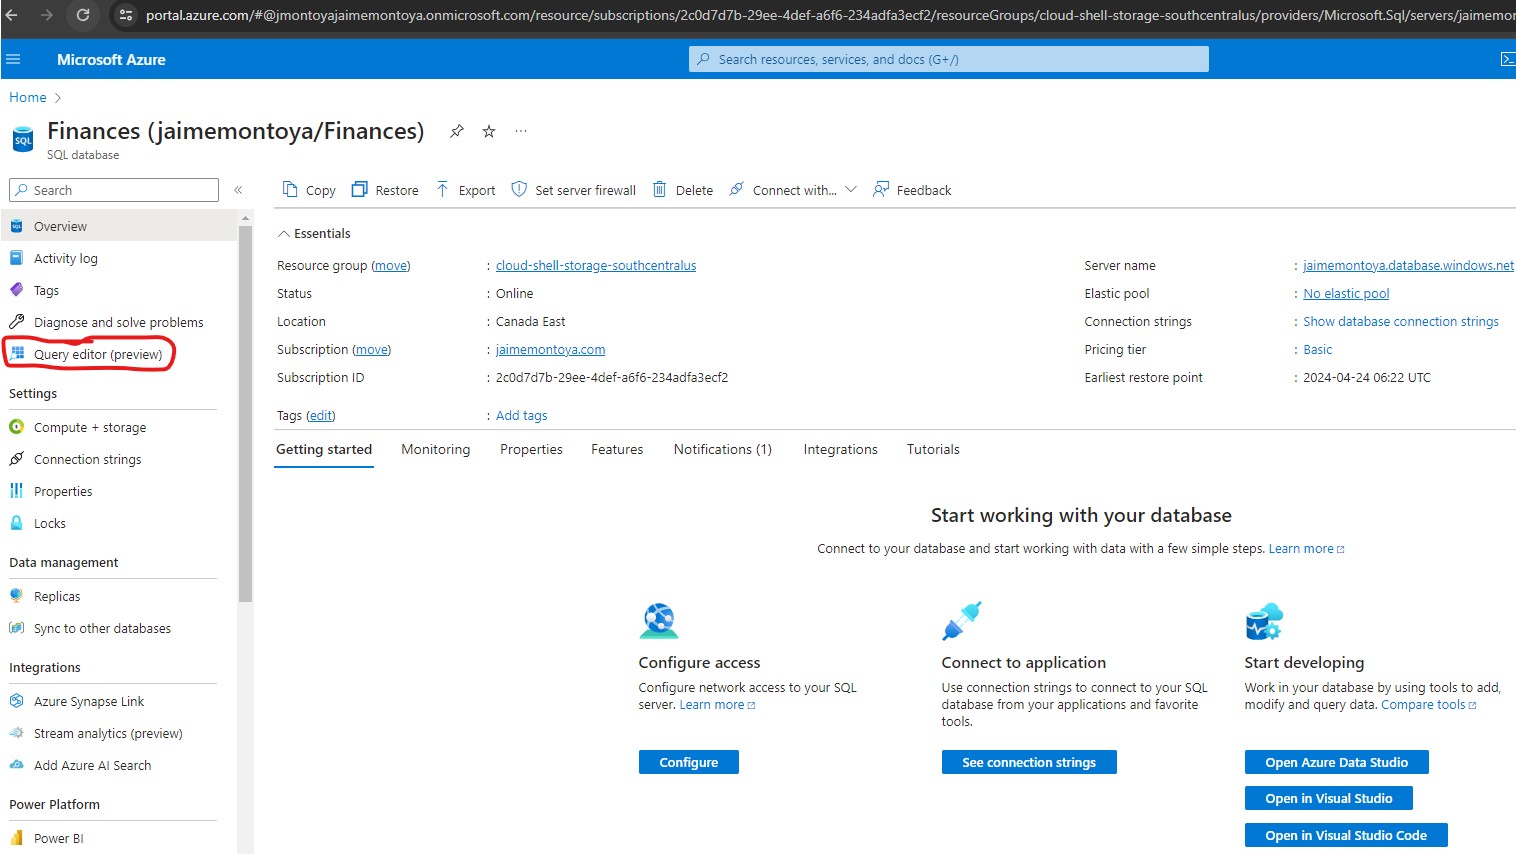 portal.azure.com/#@jmontoyajaimemontoya.onmicrosoft.com/resource/subscriptions/2c0d7d7b-29ee-4def-a6f6-234adfa3ecf2/resourceGroups/cloud-shell-storage-southcentralus/providers/Microsoft.Sql/servers/jaimemon
Microsoft Azure
Search resources, services, and docs (G+/)
Home
Finances (jaimemontoya/Finances)
SQL database
Search
Copy Restore Export Set server firewall Delete Connect with... Feedback
Overview
Activity log
Tags
Diagnose and solve problems
Query editor (preview)
Settings
Compute + storage
Connection strings
Properties
Locks
Data management
Replicas
Sync to other databases
Integrations
Azure Synapse Link
Stream analytics (preview)
Add Azure AI Search
Power Platform
Power BI
Essentials
Resource group (move) : cloud-shell-storage-southcentralus
Status : Online
Location : Canada East
Subscription (move) : jaimemontoya.com
Subscription ID : 2c0d7d7b-29ee-4def-a6f6-234adfa3ecf2
Tags (edit) : Add tags
Server name : jaimemontoya.database.windows.net
Elastic pool : No elastic pool
Connection strings : Show database connection strings
Pricing tier : Basic
Earliest restore point : 2024-04-24 06:22 UTC
Getting started Monitoring Properties Features Notifications (1) Integrations Tutorials
Start working with your database
Connect to your database and start working with data with a few simple steps. Learn more
Configure access
Configure network access to your SQL
server. Learn more
Configure
Connect to application
Use connection strings to connect to your SQL
database from your applications and favorite
tools.
See connection strings
Start developing
Work in your database by using tools to add,
modify and query data. Compare tools
Open Azure Data Studio
Open in Visual Studio
Open in Visual Studio Code